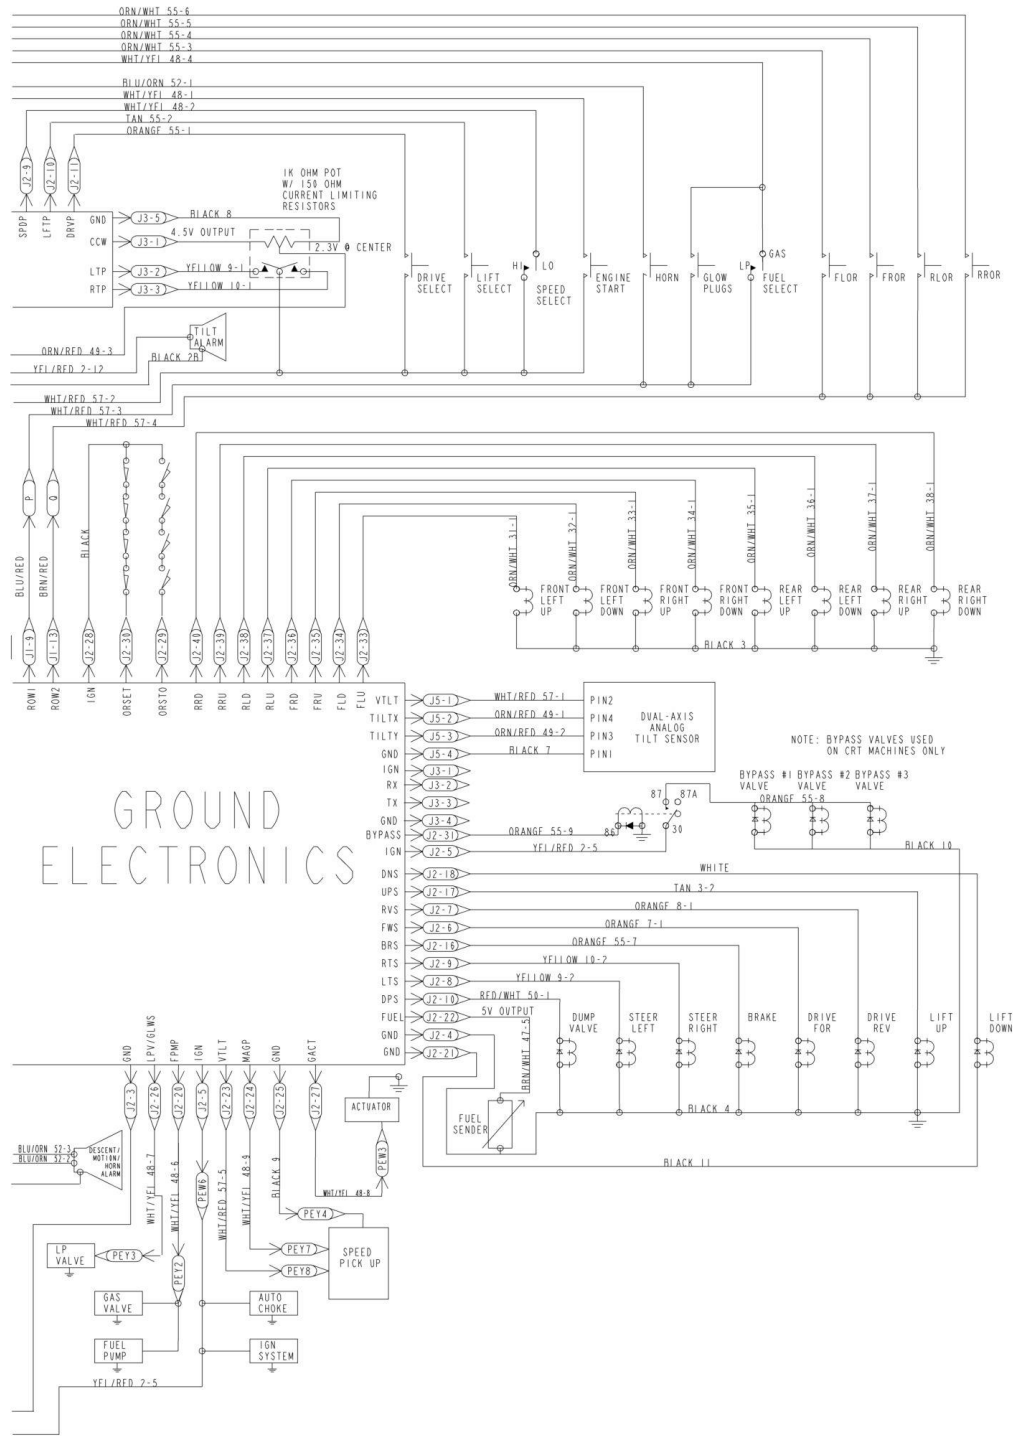 ORN/WHT 55-6
ORN/WHT 55-5
ORN/WHT 55-4
ORN/WHT 55-3
WHT/YEL 48-4
BLU/ORN 52-1
WHT/YEL 48-1
WHT/YEL 48-2
TAN 55-2
ORANGE 55-1
J2-9
J2-10
J2-11
SPDP
LFTP
DRVP
1K OHM POT
W/ 150 OHM
CURRENT LIMITING
RESISTORS
GND
J3-5
BLACK 8
CCW
J3-1
4.5V OUTPUT
2.3V @ CENTER
LTP
J3-2
YELLOW 9-1
RTP
J3-3
YELLOW 10-1
DRIVE
SELECT
LIFT
SELECT
HI
LO
SPEED
SELECT
ENGINE
START
HORN
GLOW
PLUGS
GAS
LP
FUEL
SELECT
FLOR
FROR
RLOR
RROR
TILT
ALARM
ORN/RED 49-3
BLACK 2B
YEL/RED 2-12
WHT/RED 57-2
WHT/RED 57-3
WHT/RED 57-4
P
Q
BLU/RED
BRN/RED
BLACK
ORN/WHT 31-1
ORN/WHT 32-1
ORN/WHT 33-1
ORN/WHT 34-1
ORN/WHT 35-1
ORN/WHT 36-1
ORN/WHT 37-1
ORN/WHT 38-1
FRONT
LEFT
UP
FRONT
LEFT
DOWN
FRONT
RIGHT
UP
FRONT
RIGHT
DOWN
REAR
LEFT
UP
REAR
LEFT
DOWN
REAR
RIGHT
UP
REAR
RIGHT
DOWN
BLACK 3
J1-9
J1-13
J2-28
J2-30
J2-29
J2-40
J2-39
J2-38
J2-37
J2-36
J2-35
J2-34
J2-33
ROW1
ROW2
IGN
ORSET
ORSTO
RRD
RRU
RLD
RLU
FRD
FRV
FLD
FLU
VTLT
J5-1
WHT/RED 57-1
PIN2
TILTX
J5-2
ORN/RED 49-1
PIN4
TILTY
J5-3
ORN/RED 49-2
PIN3
GND
J5-4
BLACK 7
PIN1
DUAL-AXIS
ANALOG
TILT SENSOR
IGN
J3-1
RX
J3-2
TX
J3-3
GND
J3-4
BYPASS
J2-31
ORANGE 55-9
IGN
J2-5
YEL/RED 2-5
86
87
87A
30
NOTE: BYPASS VALVES USED
ON CRT MACHINES ONLY
BYPASS #1
VALVE
BYPASS #2
VALVE
BYPASS #3
VALVE
ORANGE 55-8
BLACK 10
GROUND
ELECTRONICS
DNS
J2-18
WHITE
UPS
J2-17
TAN 3-2
RVS
J2-7
ORANGE 8-1
FWS
J2-6
ORANGE 7-1
BRS
J2-16
ORANGE 55-7
RTS
J2-9
YELLOW 10-2
LTS
J2-8
YELLOW 9-2
DPS
J2-10
RED/WHT 50-1
FUEL
J2-22
5V OUTPUT
GND
J2-4
GND
J2-21
BRN/WHT 47-5
DUMP
VALVE
STEER
LEFT
STEER
RIGHT
BRAKE
DRIVE
FOR
DRIVE
REV
LIFT
UP
LIFT
DOWN
BLACK 4
FUEL
SENDER
BLACK 11
GND
LPV/GLWS
FPMP
IGN
VTLT
MAGP
GND
GACT
J2-3
J2-26
J2-20
J2-5
J2-23
J2-24
J2-25
J2-27
ACTUATOR
PEW3
BLU/ORN 52-3
BLU/ORN 52-2
DESCENT/
MOTION/
HORN
ALARM
WHT/YEL 48-7
WHT/YEL 48-6
PEW6
WHT/RED 57-5
WHT/YEL 48-9
BLACK 9
WHT/YEL 48-8
PEY4
PEY7
PEY8
SPEED
PICK UP
LP
VALVE
PEY3
PEY2
GAS
VALVE
AUTO
CHOKE
FUEL
PUMP
IGN
SYSTEM
YEL/RED 2-5